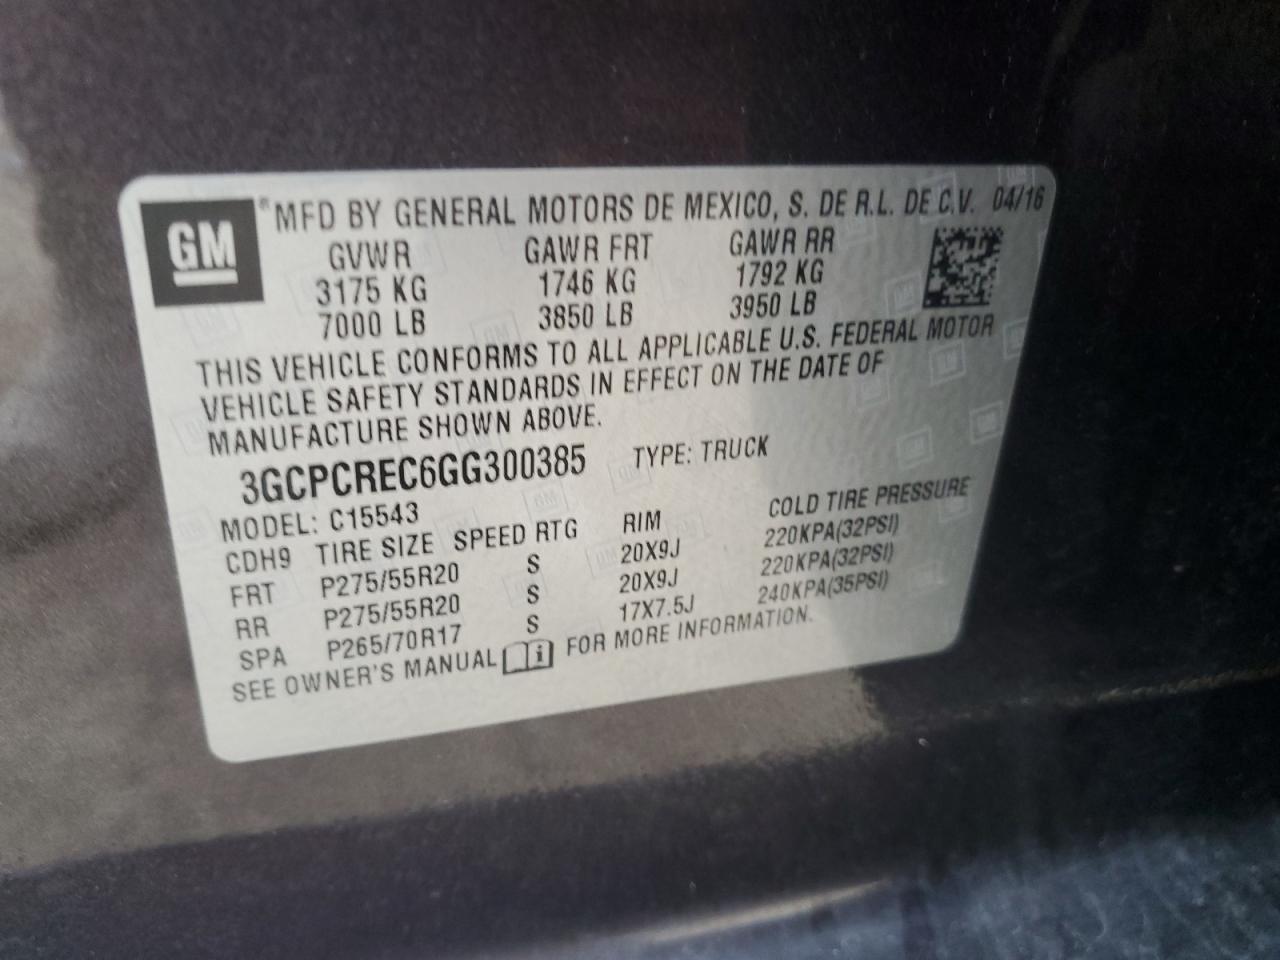 GM ® MFD BY GENERAL MOTORS DE MEXICO, S. DE R.L. DE C.V. 04/16
GVWR GAWR FRT GAWR RR
3175 KG 1746 KG 1792 KG
7000 LB 3850 LB 3950 LB
THIS VEHICLE CONFORMS TO ALL APPLICABLE U.S. FEDERAL MOTOR
VEHICLE SAFETY STANDARDS IN EFFECT ON THE DATE OF
MANUFACTURE SHOWN ABOVE.
3GCPCREC6GG300385 TYPE: TRUCK
MODEL: C15543
CDH9 TIRE SIZE SPEED RTG RIM COLD TIRE PRESSURE
FRT P275/55R20 S 20X9J 220KPA(32PSI)
RR P275/55R20 S 20X9J 220KPA(32PSI)
SPA P265/70R17 S 17X7.5J 240KPA(35PSI)
SEE OWNER'S MANUAL i FOR MORE INFORMATION.